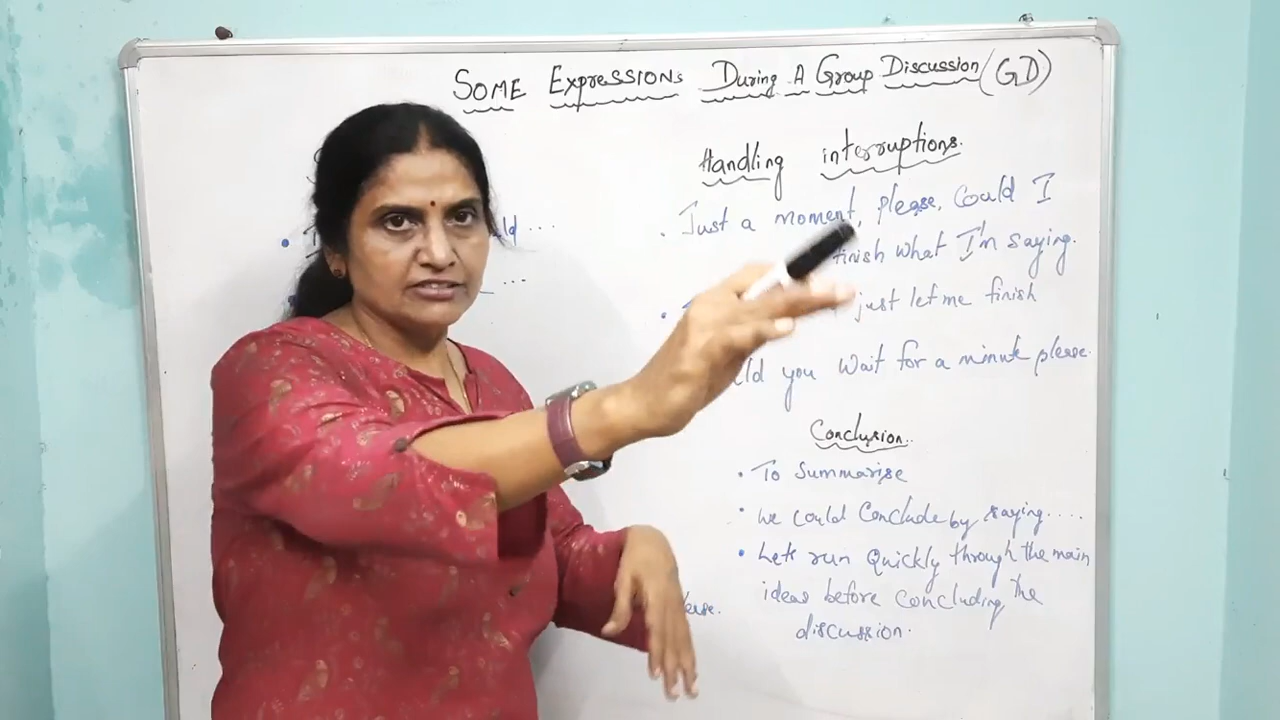 SOME EXPRESSIONS During A Group Discussion (GD)
Handling interruptions.
. Just a moment, please, Could I
finish what I'm saying.
just let me finish
you wait for a minute please.
Conclusion..
• To Summarise
• We could Conclude by saying....
• Lets run Quickly through the main
ideas before concluding the
discussion.